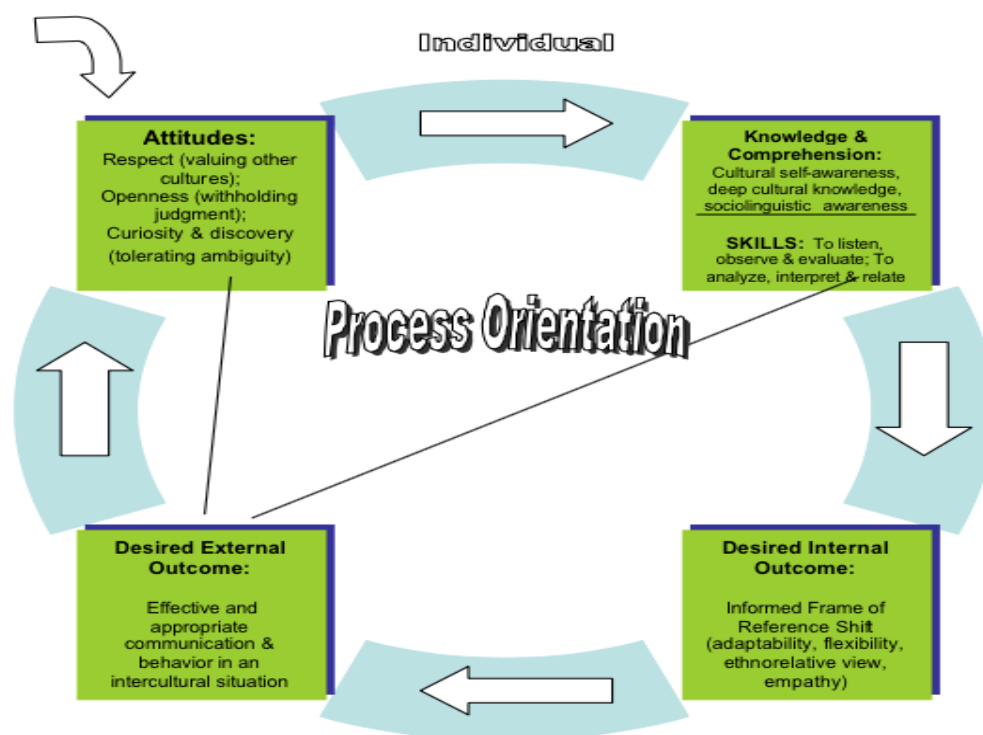 Individual
Attitudes:
Respect (valuing other
cultures);
Openness (withholding
judgment);
Curiosity & discovery
(tolerating ambiguity)
Knowledge &
Comprehension:
Cultural self-awareness,
deep cultural knowledge,
sociolinguistic awareness
SKILLS: To listen,
observe & evaluate; To
analyze, interpret & relate
Process Orientation
Desired External
Outcome:
Effective and
appropriate
communication &
behavior in an
intercultural situation
Desired Internal
Outcome:
Informed Frame of
Reference Shift
(adaptability, flexibility,
ethnorelative view,
empathy)